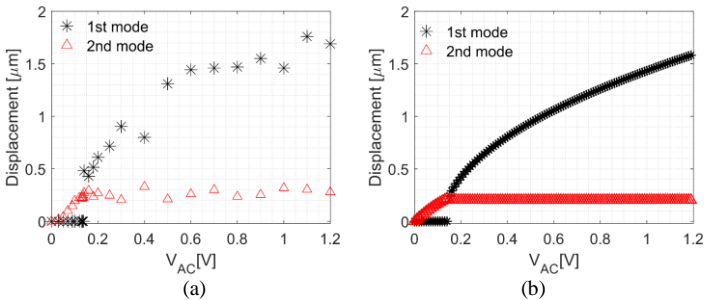 2
1st mode
2nd mode
1.5
1
0.5
0
Displacement [μm]
0
0.2
0.4
0.6
0.8
1
1.2
V_AC[V]
(a)
2
1st mode
2nd mode
1.5
1
0.5
0
Displacement [μm]
0
0.2
0.4
0.6
0.8
1
1.2
V_AC[V]
(b)